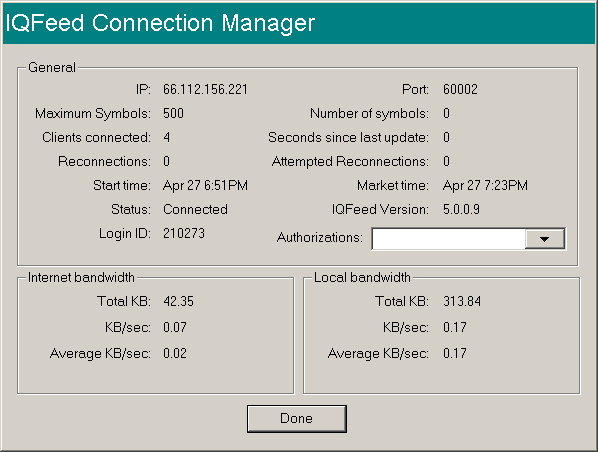 IQFeed Connection Manager
General
IP: 66.112.156.221 Port: 60002
Maximum Symbols: 500 Number of symbols: 0
Clients connected: 4 Seconds since last update: 0
Reconnections: 0 Attempted Reconnections: 0
Start time: Apr 27 6:51PM Market time: Apr 27 7:23PM
Status: Connected IQFeed Version: 5.0.0.9
Login ID: 210273 Authorizations:
Internet bandwidth Local bandwidth
Total KB: 42.35 Total KB: 313.84
KB/sec: 0.07 KB/sec: 0.17
Average KB/sec: 0.02 Average KB/sec: 0.17
Done